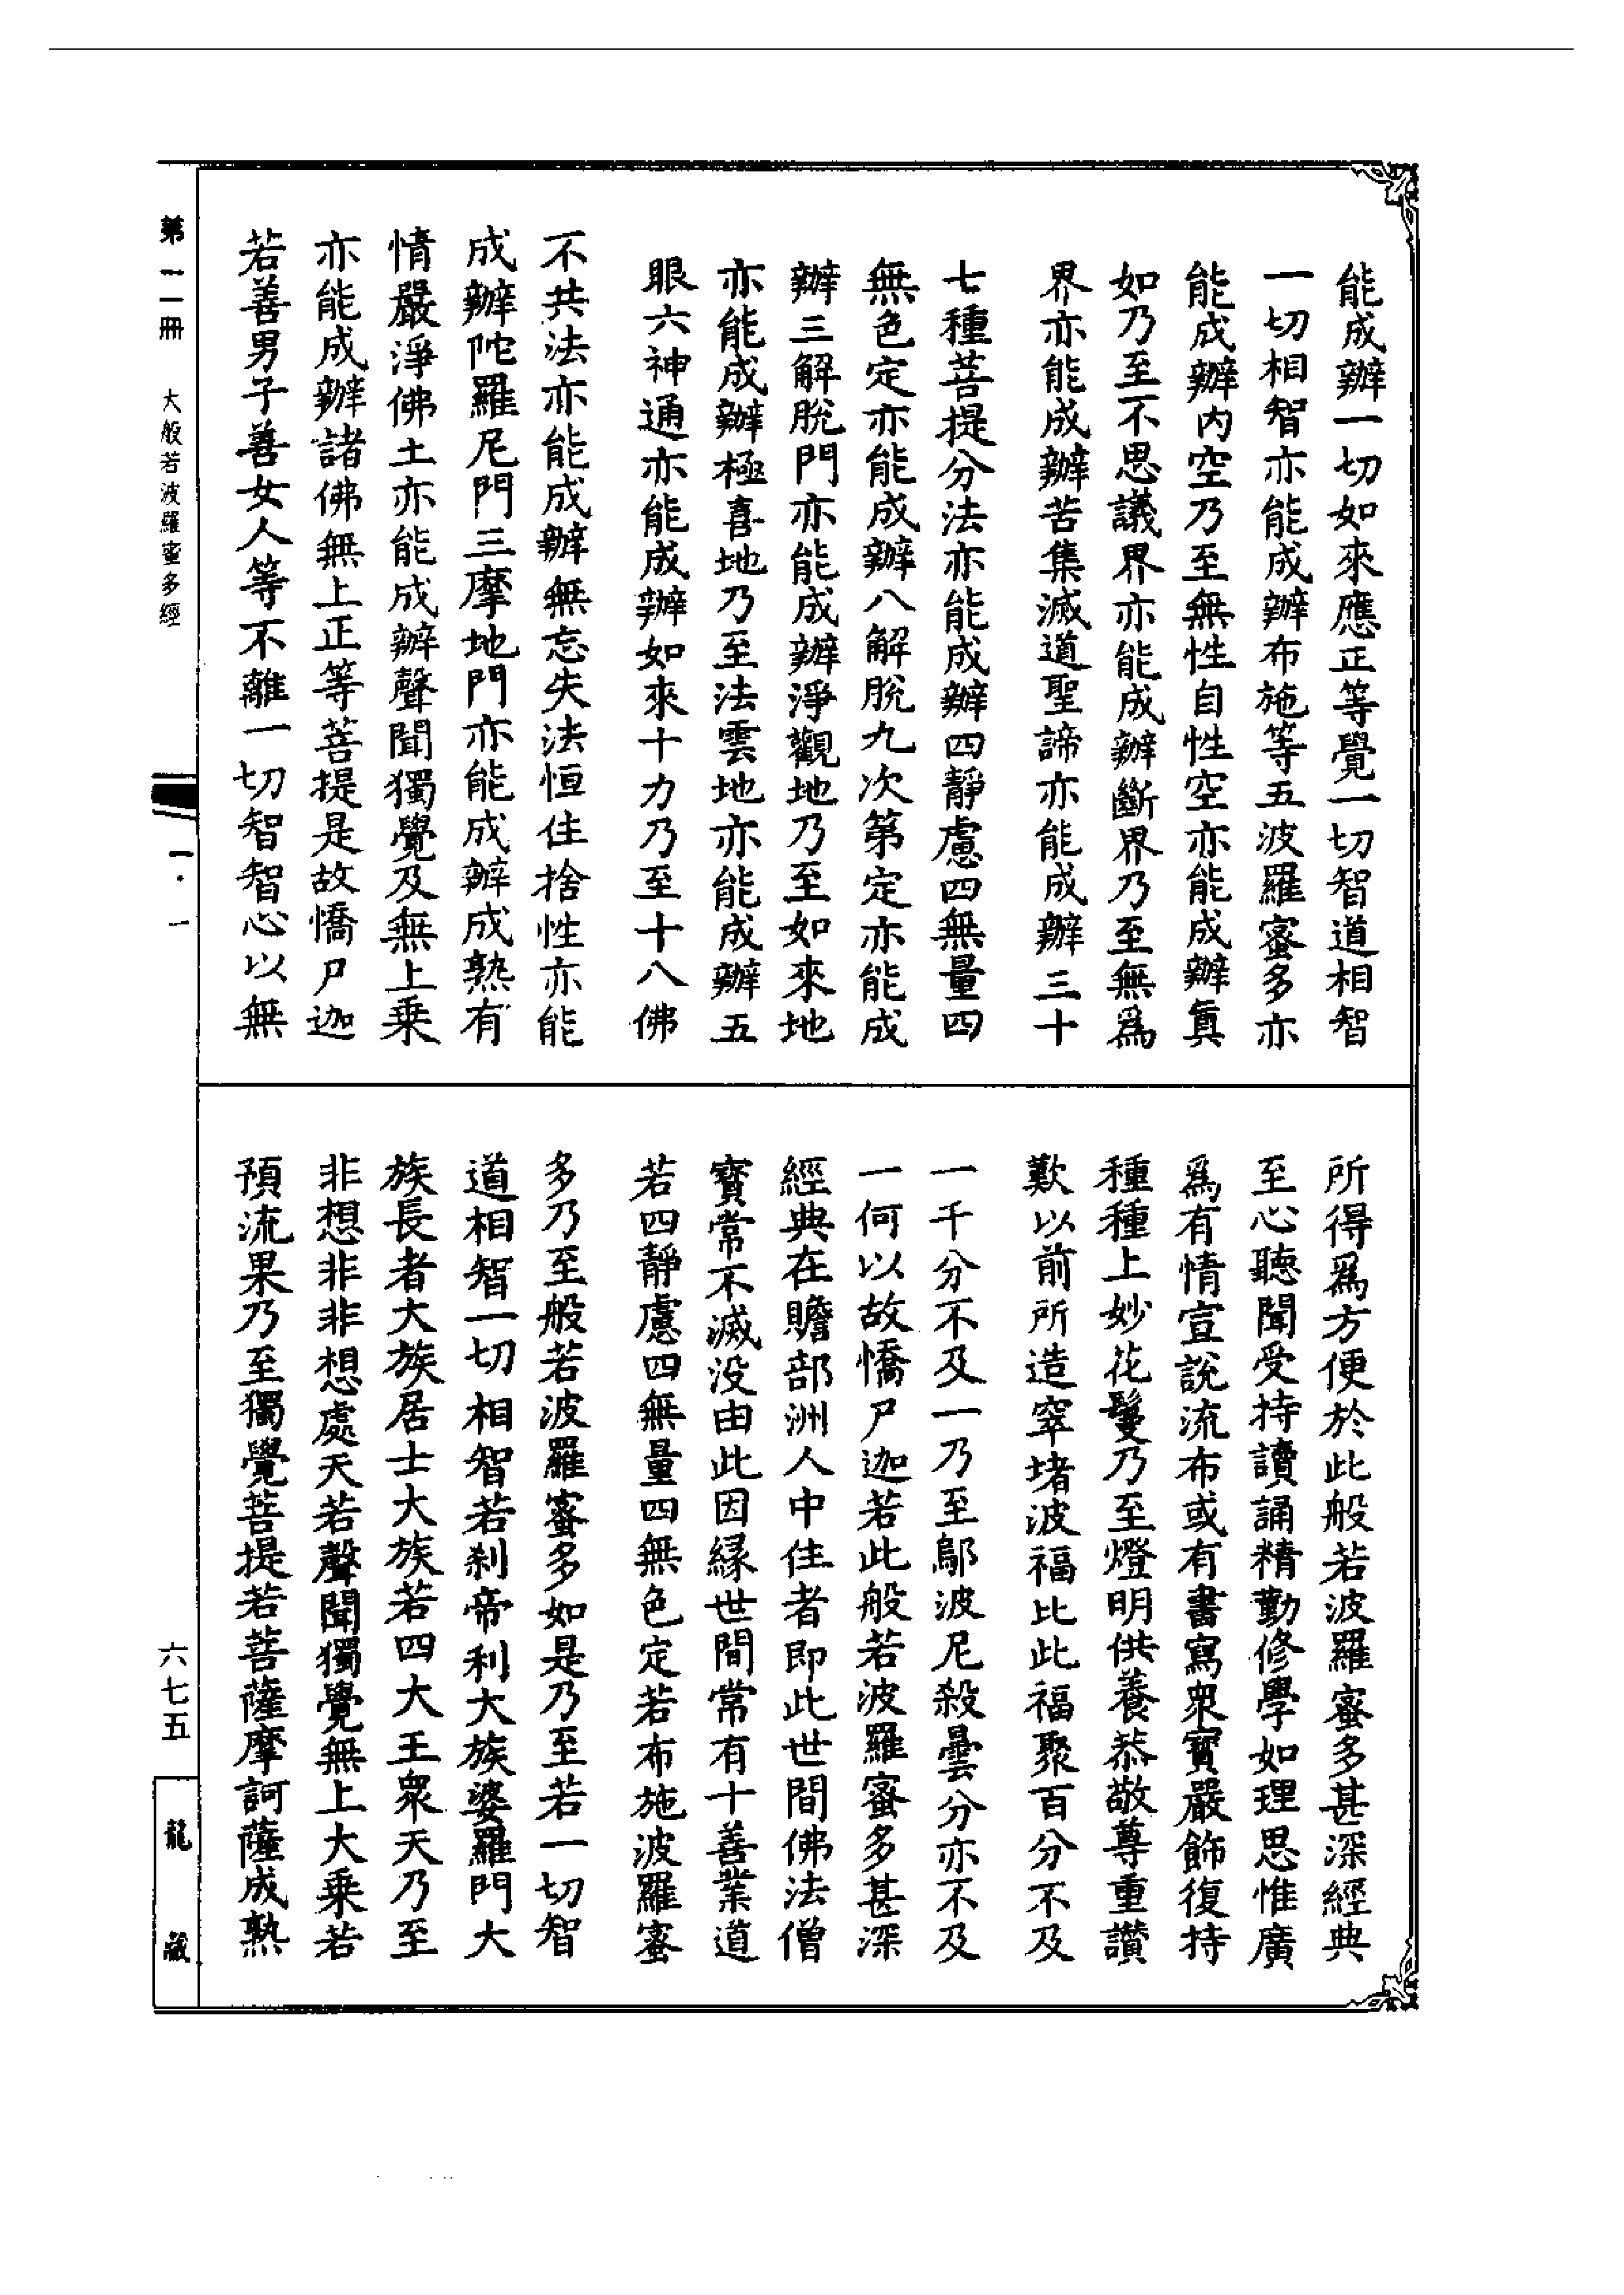 能成辦一切如來應正等覺一切智道相智
一切相智亦能成辦布施等五波羅蜜多亦
能成辦内空乃至無性自性空亦能成辦真
如乃至不思議界亦能成辦斷界乃至無爲
界亦能成辦苦集滅道聖諦亦能成辦三十
七種菩提分法亦能成辦四靜慮四無量四
無色定亦能成辦八解脫九次第定亦能成
辦三解脫門亦能成辦淨觀地乃至如來地
亦能成辦極喜地乃至法雲地亦能成辦五
眼六神通亦能成辦如來十力乃至十八佛
不共法亦能成辦無忘失法恒住捨性亦能
成辦陀羅尼門三摩地門亦能成辦成熟有
情嚴淨佛土亦能成辦聲聞獨覺及無上乗
亦能成辦諸佛無上正等菩提是故憍尸迦
若善男子善女人等不離一切智智心以無
所得爲方便於此般若波羅蜜多甚深經典
至心聽聞受持讀誦精勤修學如理思惟廣
爲有情宣說流布或有書寫衆寶嚴飾復持
種種上妙花鬘乃至燈明供養恭敬尊重讚
歎以前所造窣堵波福比此福聚百分不及
一千分不及一乃至鄔波尼殺曇分亦不及
一何以故憍尸迦若此般若波羅蜜多甚深
經典在贍部洲人中住者即此世間佛法僧
寶常不滅没由此因縁世間常有十善業道
若四靜慮四無量四無色定若布施波羅蜜
多乃至般若波羅蜜多如是乃至若一切智
道相智一切相智若刹帝利大族婆羅門大
族長者大族居士大族若四大王衆天乃至
非想非非想處天若聲聞獨覺無上大乗若
預流果乃至獨覺菩提若菩薩摩訶薩成熟
第一一冊 大般若波羅蜜多經
一·一
六七五
龍藏